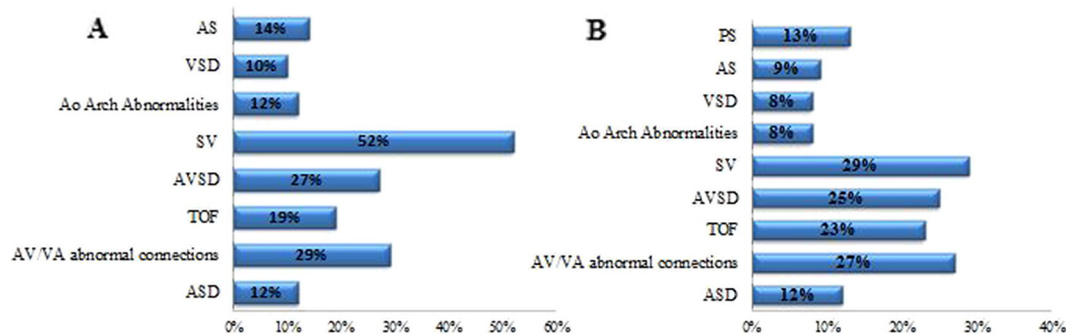 A
AS 14%
VSD 10%
Ao Arch Abnormalities 12%
SV 52%
AVSD 27%
TOF 19%
AV/VA abnormal connections 29%
ASD 12%
0% 10% 20% 30% 40% 50% 60%
B
PS 13%
AS 9%
VSD 8%
Ao Arch Abnormalities 8%
SV 29%
AVSD 25%
TOF 23%
AV/VA abnormal connections 27%
ASD 12%
0% 10% 20% 30% 40%